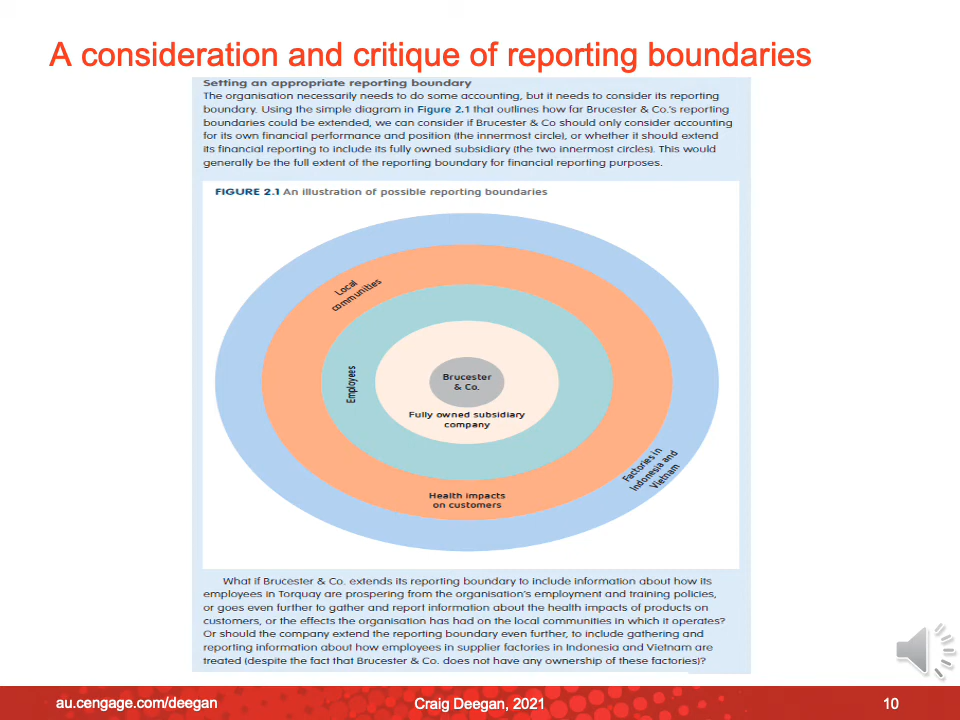 A consideration and critique of reporting boundaries
Setting an appropriate reporting boundary
The organisation necessarily needs to do some accounting, but it needs to consider its reporting
boundary. Using the simple diagram in Figure 2.1 that outlines how far Brucester & Co.'s reporting
boundaries could be extended, we can consider if Brucester & Co should only consider accounting
for its own financial performance and position (the innermost circle), or whether it should extend
its financial reporting to include its fully owned subsidiary (the two innermost circles). This would
generally be the full extent of the reporting boundary for financial reporting purposes.
FIGURE 2.1 An illustration of possible reporting boundaries
Local
communities
Employees
Brucester
& Co.
Fully owned subsidiary
company
Factories in
Indonesia and
Vietnam
Health impacts
on customers
What if Brucester & Co. extends its reporting boundary to include information about how its
employees in Torquay are prospering from the organisation's employment and training policies,
or goes even further to gather and report information about the health impacts of products on
customers, or the effects the organisation has had on the local communities in which it operates?
Or should the company extend the reporting boundary even further, to include gathering and
reporting information about how employees in supplier factories in Indonesia and Vietnam are
treated (despite the fact that Brucester & Co. does not have any ownership of these factories)?
au.cengage.com/deegan
Craig Deegan, 2021
10